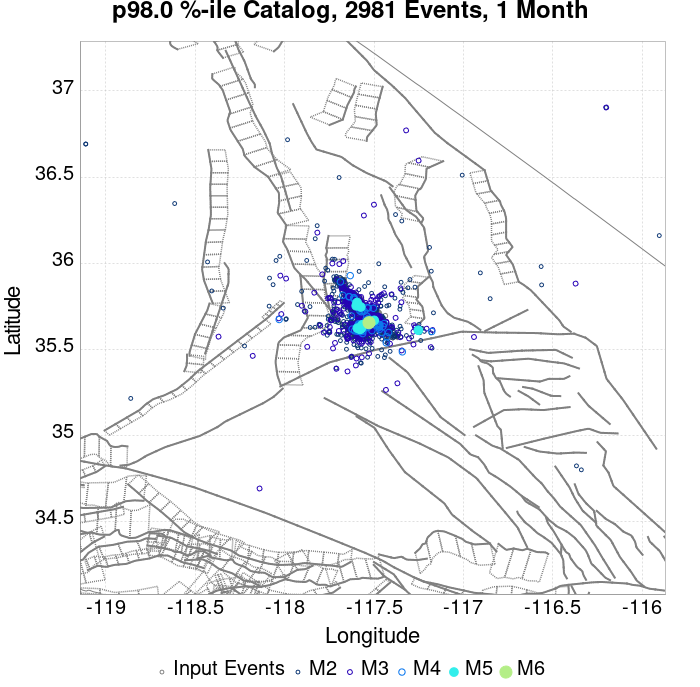 p98.0 %-ile Catalog, 2981 Events, 1 Month
37
36.5
36
35.5
35
34.5
Latitude
-119 -118.5 -118 -117.5 -117 -116.5 -116
Longitude
Input Events M2 M3 M4 M5 M6